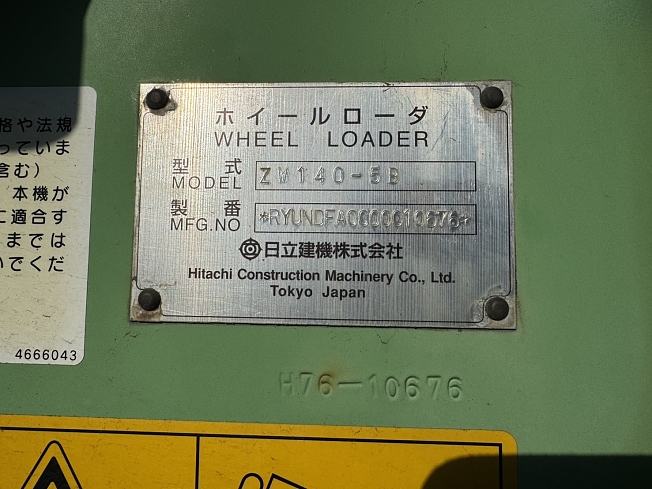 格や法規
っていま
含む)
本機が
に適合す
までは
いでくだ
4666043
ホイールローダ
WHEEL LOADER
型式
MODEL ZW140-5B
製番
MFG.NO *RYUNDFA0C00010676*
日立建機株式会社
Hitachi Construction Machinery Co., Ltd.
Tokyo Japan
H76-10676